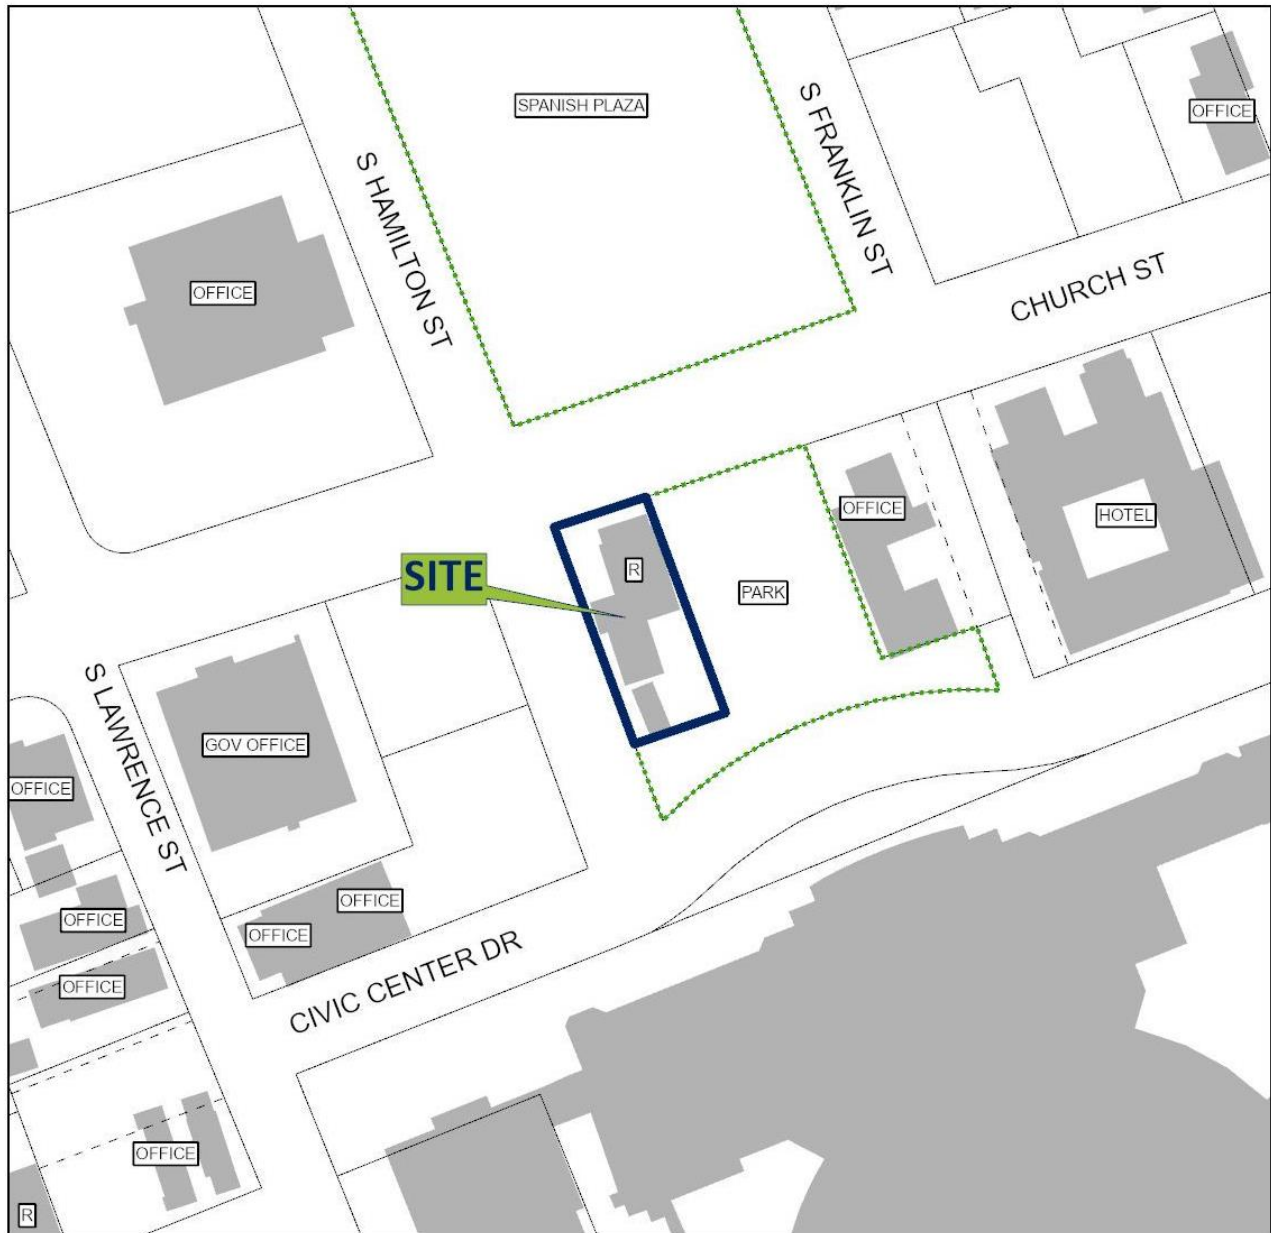 SPANISH PLAZA
S FRANKLIN ST
OFFICE
S HAMILTON ST
OFFICE
CHURCH ST
OFFICE
HOTEL
SITE
R
PARK
S LAWRENCE ST
GOV OFFICE
OFFICE
OFFICE
OFFICE
OFFICE
CIVIC CENTER DR
OFFICE
OFFICE
R